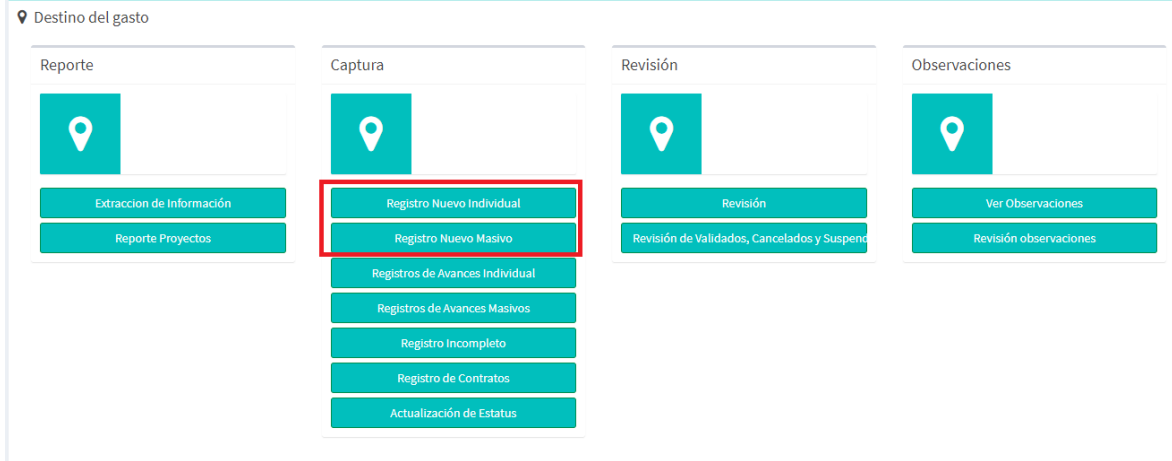 Destino del gasto
Reporte
Extraccion de Información
Reporte Proyectos
Captura
Registro Nuevo Individual
Registro Nuevo Masivo
Registros de Avances Individual
Registros de Avances Masivos
Registro Incompleto
Registro de Contratos
Actualización de Estatus
Revisión
Revisión
Revisión de Validados, Cancelados y Suspend
Observaciones
Ver Observaciones
Revisión observaciones